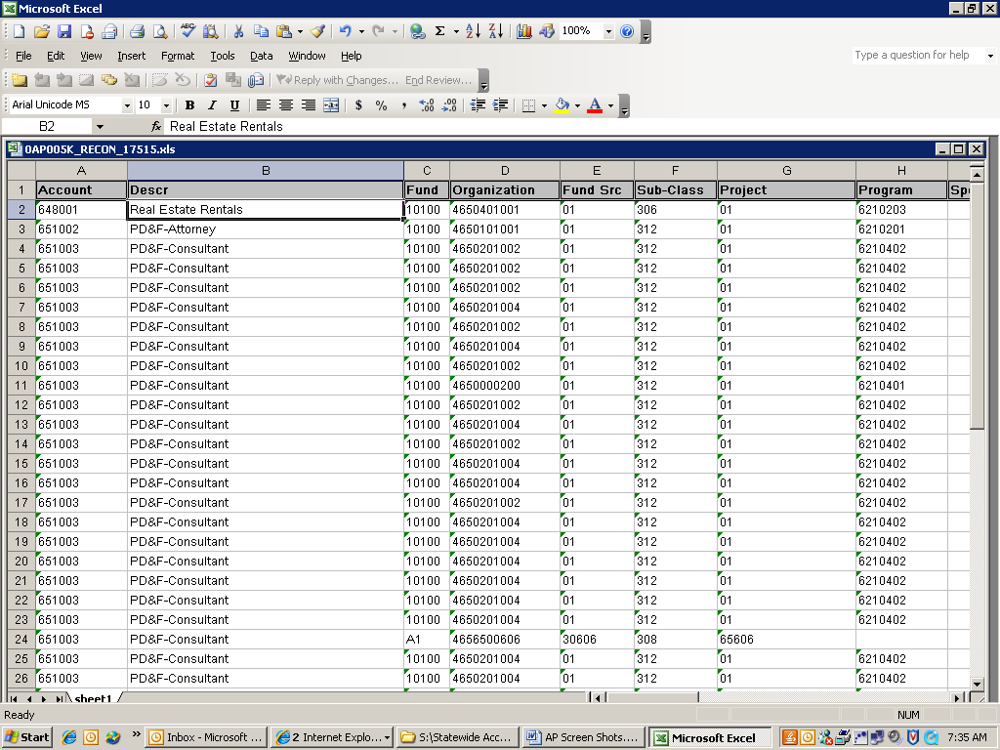 Microsoft Excel
100%
File Edit View Insert Format Tools Data Window Help Type a question for help
Reply with Changes... End Review...
Arial Unicode MS 10 B I U $ % ,
B2 fx Real Estate Rentals
0AP005K_RECON_17515.xls
A B C D E F G H
1 Account Descr Fund Organization Fund Src Sub-Class Project Program Sp
2 648001 Real Estate Rentals 10100 4650401001 01 306 01 6210203
3 651002 PD&F-Attorney 10100 4650101001 01 312 01 6210201
4 651003 PD&F-Consultant 10100 4650201002 01 312 01 6210402
5 651003 PD&F-Consultant 10100 4650201002 01 312 01 6210402
6 651003 PD&F-Consultant 10100 4650201002 01 312 01 6210402
7 651003 PD&F-Consultant 10100 4650201004 01 312 01 6210402
8 651003 PD&F-Consultant 10100 4650201002 01 312 01 6210402
9 651003 PD&F-Consultant 10100 4650201004 01 312 01 6210402
10 651003 PD&F-Consultant 10100 4650201002 01 312 01 6210402
11 651003 PD&F-Consultant 10100 4650000200 01 312 01 6210401
12 651003 PD&F-Consultant 10100 4650201002 01 312 01 6210402
13 651003 PD&F-Consultant 10100 4650201004 01 312 01 6210402
14 651003 PD&F-Consultant 10100 4650201002 01 312 01 6210402
15 651003 PD&F-Consultant 10100 4650201004 01 312 01 6210402
16 651003 PD&F-Consultant 10100 4650201004 01 312 01 6210402
17 651003 PD&F-Consultant 10100 4650201002 01 312 01 6210402
18 651003 PD&F-Consultant 10100 4650201004 01 312 01 6210402
19 651003 PD&F-Consultant 10100 4650201004 01 312 01 6210402
20 651003 PD&F-Consultant 10100 4650201004 01 312 01 6210402
21 651003 PD&F-Consultant 10100 4650201004 01 312 01 6210402
22 651003 PD&F-Consultant 10100 4650201004 01 312 01 6210402
23 651003 PD&F-Consultant 10100 4650201004 01 312 01 6210402
24 651003 PD&F-Consultant A1 4656500606 30606 308 65606
25 651003 PD&F-Consultant 10100 4650201004 01 312 01 6210402
26 651003 PD&F-Consultant 10100 4650201004 01 312 01 6210402
sheet1
Ready NUM
Start » Inbox - Microsoft ... 2 Internet Explo... S:\Statewide Acc... AP Screen Shots.... Microsoft Excel 7:35 AM